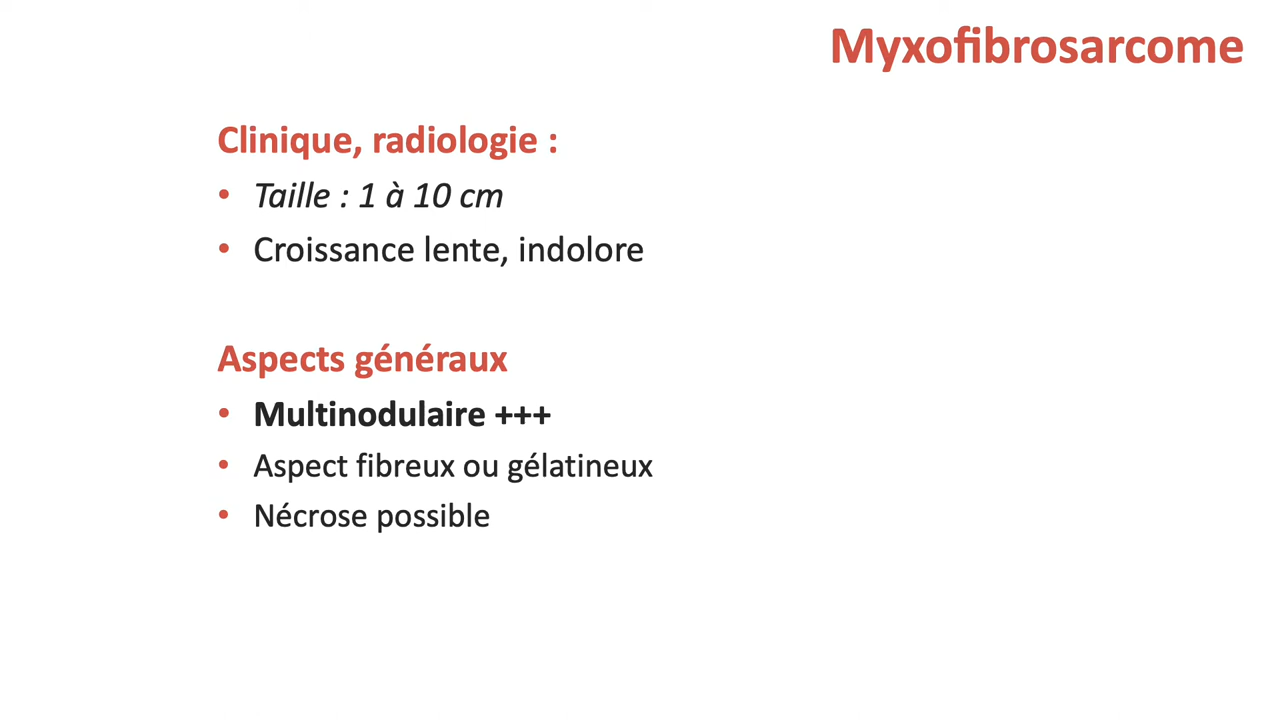 Myxofibrosarcome
Clinique, radiologie :
• Taille : 1 à 10 cm
• Croissance lente, indolore
Aspects généraux
• Multinodulaire +++
• Aspect fibreux ou gélatineux
• Nécrose possible